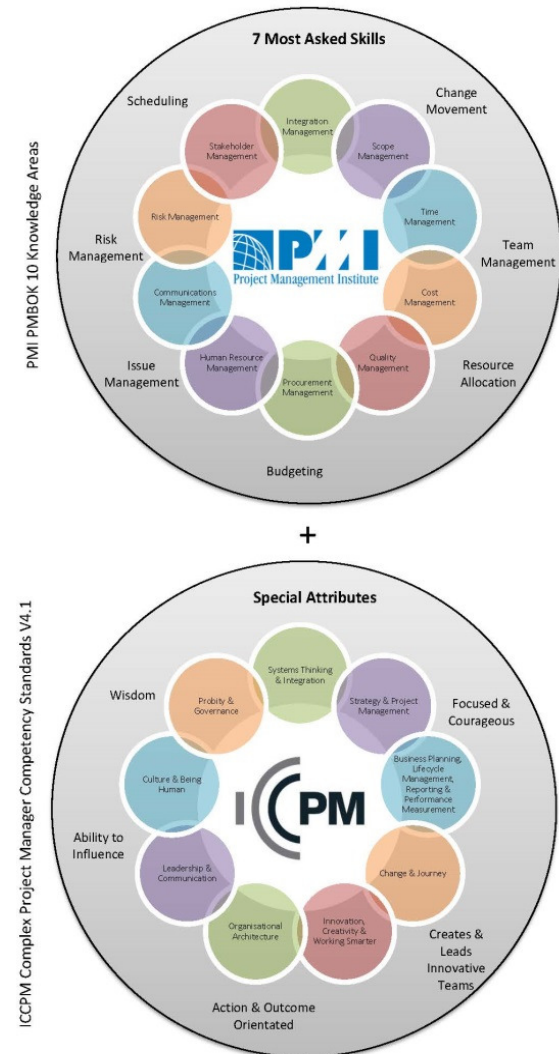 PMI PMBOK 10 Knowledge Areas
7 Most Asked Skills
Scheduling
Change
Movement
Integration
Management
Stakeholder
Management
Scope
Management
Risk Management
Time
Management
Risk
Management
PMI
Project Management Institute
Team
Management
Communications
Management
Cost
Management
Issue
Management
Human Resource
Management
Quality
Management
Resource
Allocation
Procurement
Management
Budgeting
+
ICCPM Complex Project Manager Competency Standards V4.1
Special Attributes
Systems Thinking
& Integration
Wisdom
Probity &
Governance
Strategy & Project
Management
Focused &
Courageous
Culture & Being
Human
ICCPM
Business Planning,
Lifecycle
Management,
Reporting &
Performance
Measurement
Ability to
Influence
Leadership &
Communication
Change & Journey
Organisational
Architecture
Innovation,
Creativity &
Working Smarter
Creates &
Leads
Innovative
Teams
Action & Outcome
Orientated